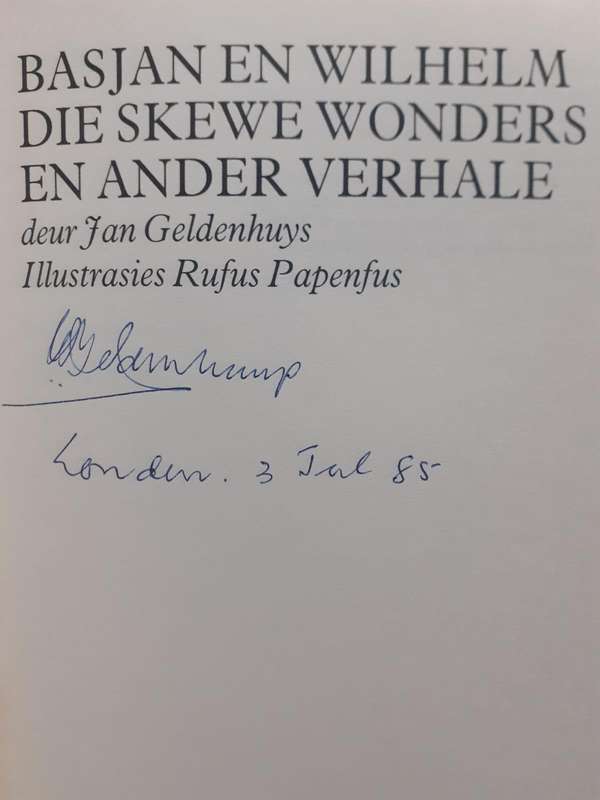 BASJAN EN WILHELM
DIE SKEWE WONDERS
EN ANDER VERHALE
deur Jan Geldenhuys
Illustrasies Rufus Papenfus
Geldenhuys
Londen. 3 Jul 85